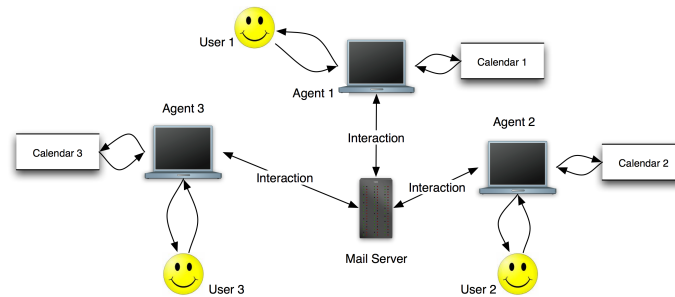 User 1
Calendar 1
Agent 1
Agent 3
Agent 2
Interaction
Calendar 3
Calendar 2
Interaction
Interaction
Mail Server
User 3
User 2